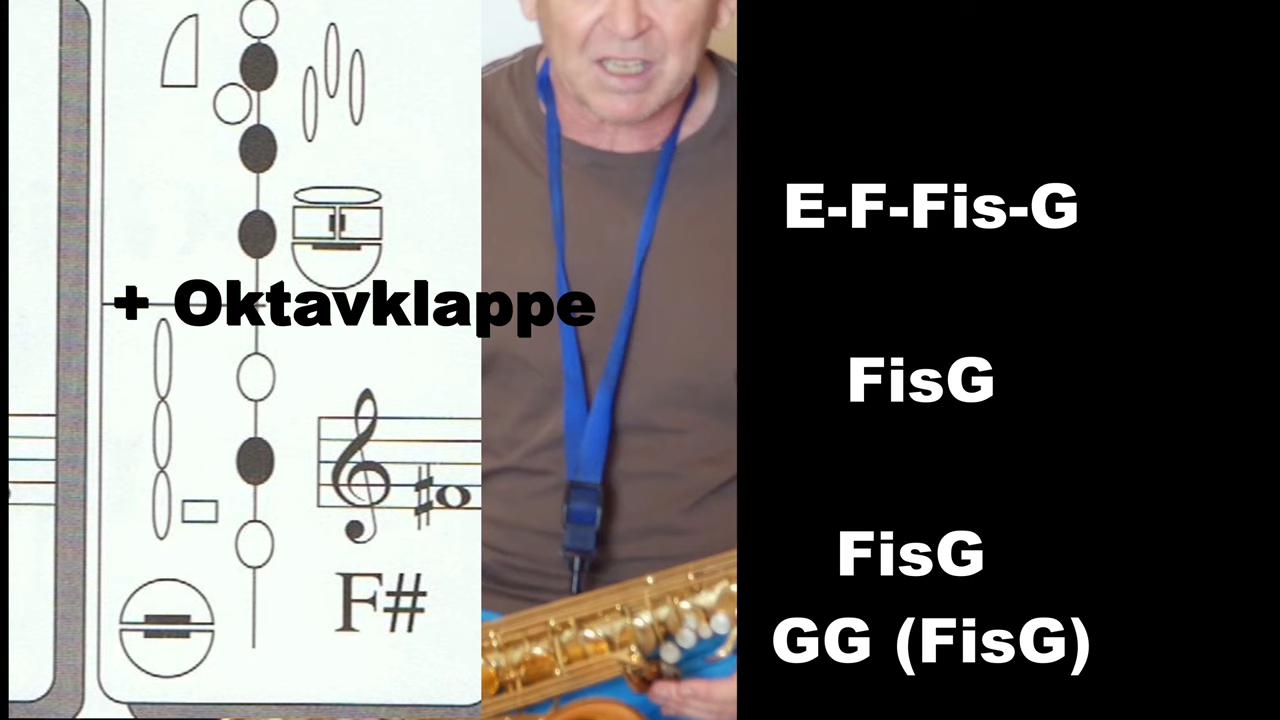 + Oktavklappe
F#
E-F-Fis-G
FisG
FisG
GG (FisG)